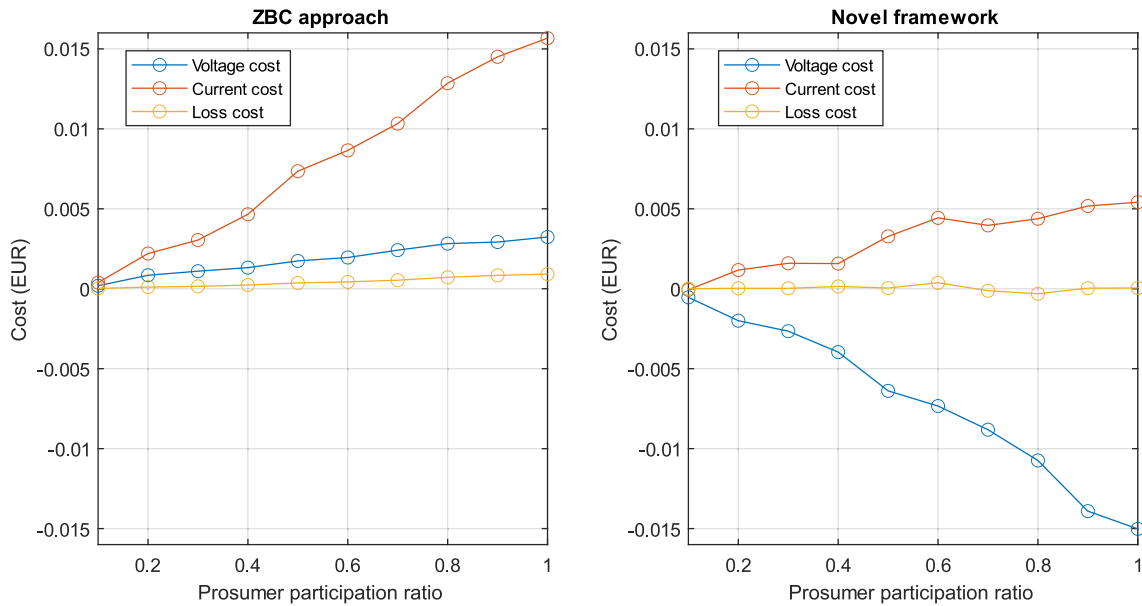 ZBC approach
Voltage cost
Current cost
Loss cost
0.015
0.01
0.005
0
-0.005
-0.01
-0.015
Cost (EUR)
0.2
0.4
0.6
0.8
1
Prosumer participation ratio
Novel framework
Voltage cost
Current cost
Loss cost
0.015
0.01
0.005
0
-0.005
-0.01
-0.015
Cost (EUR)
0.2
0.4
0.6
0.8
1
Prosumer participation ratio